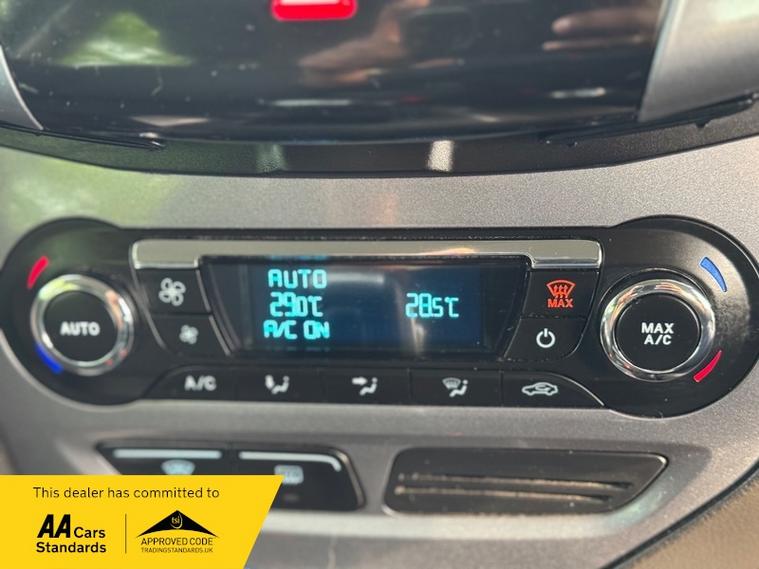 AUTO
29.0°C
28.5°C
A/C ON
MAX
AUTO
MAX
A/C
A/C
This dealer has committed to
AA Cars
Standards
tsi
APPROVED CODE
TRADINGSTANDARDS.UK